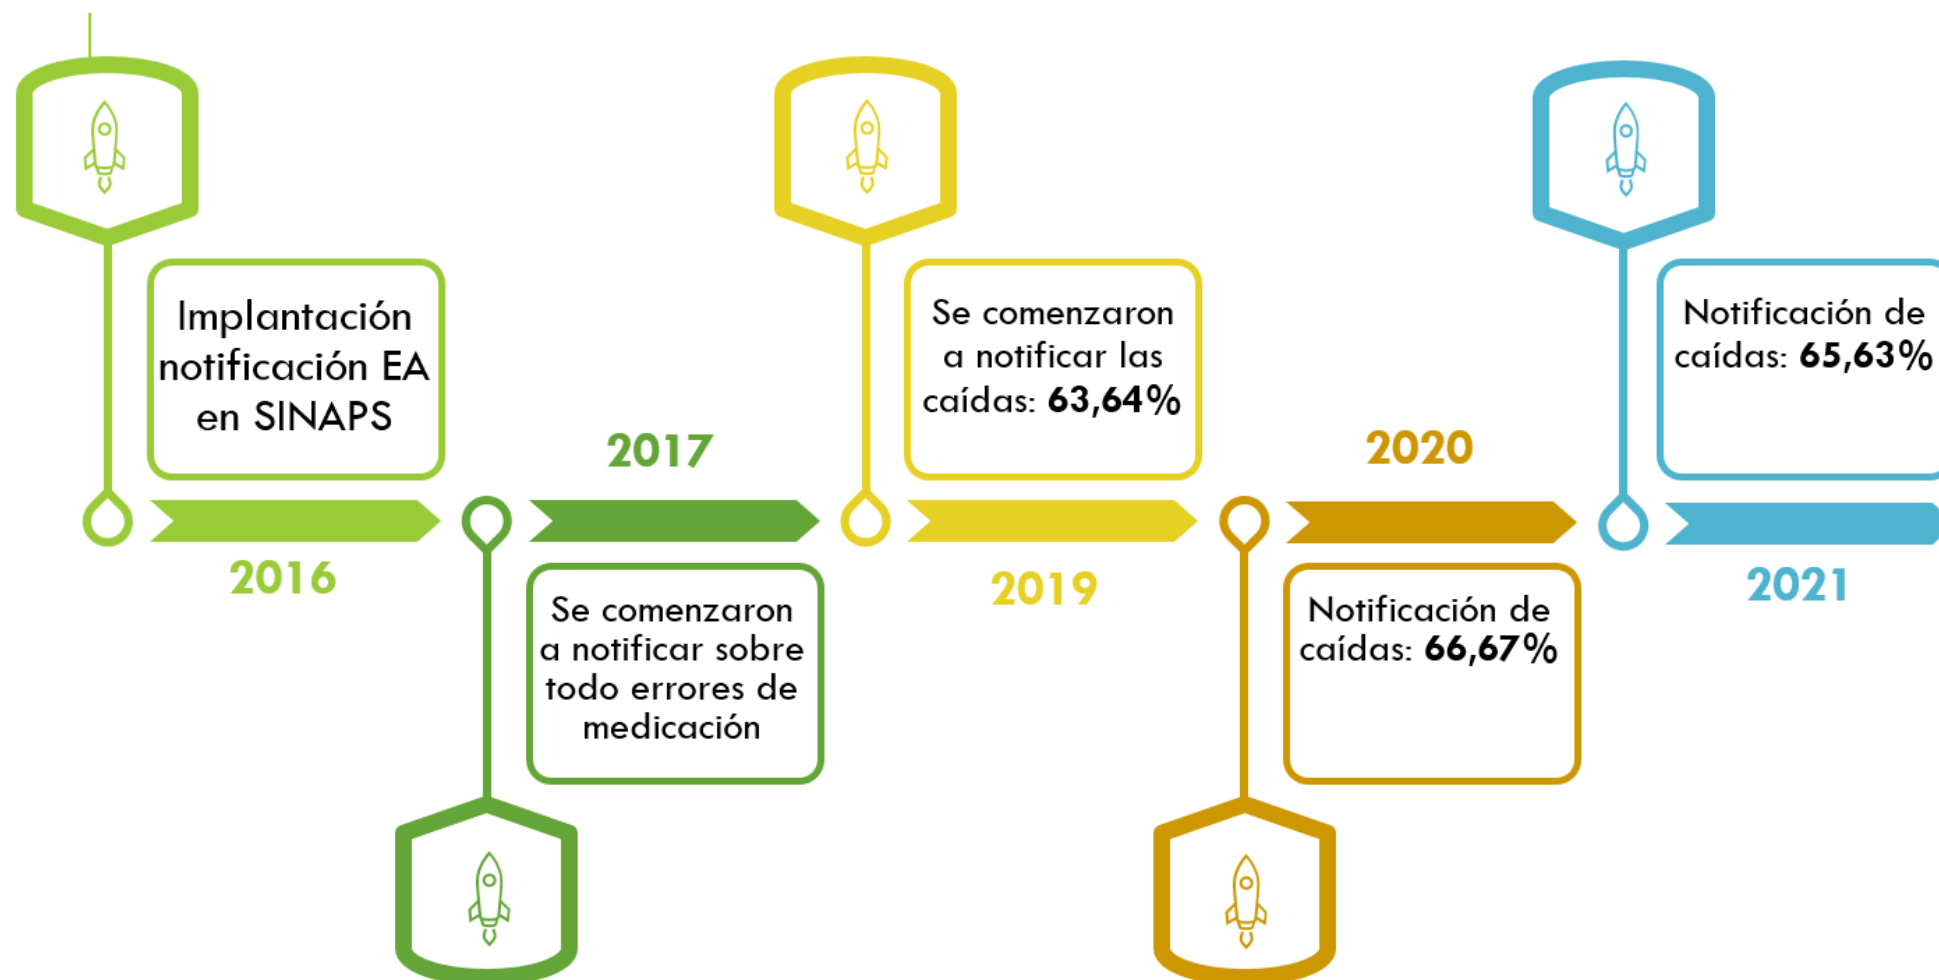 Implantación
notificación EA
en SINAPS
2016
2017
Se comenzaron
a notificar sobre
todo errores de
medicación
Se comenzaron
a notificar las
caídas: 63,64%
2019
2020
Notificación de
caídas: 66,67%
Notificación de
caídas: 65,63%
2021